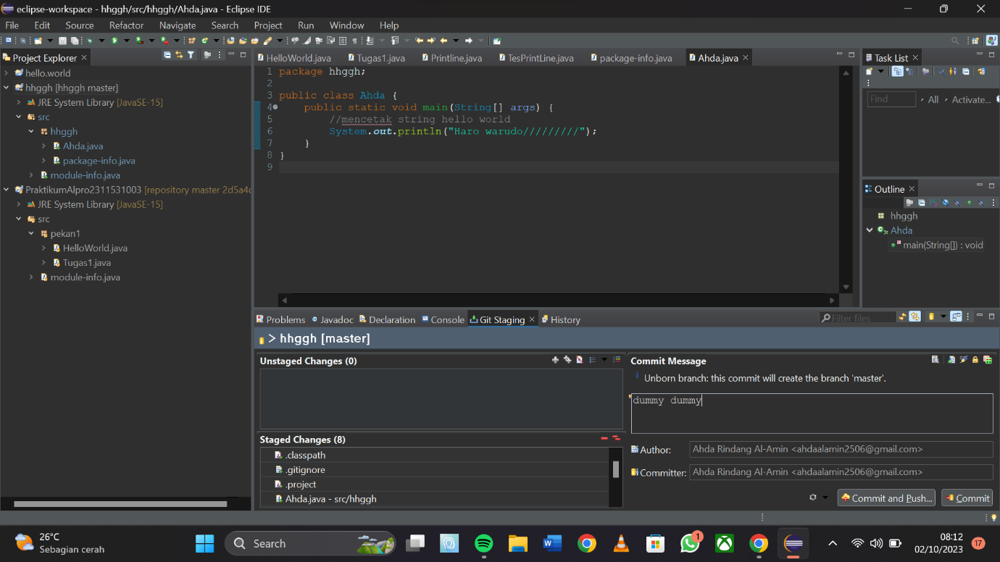 eclipse-workspace - hhggh/src/hhggh/Ahda.java - Eclipse IDE
File Edit Source Refactor Navigate Search Project Run Window Help
Project Explorer
hello.world
hhggh [hhggh master]
JRE System Library [JavaSE-15]
src
hhggh
Ahda.java
package-info.java
module-info.java
PraktikumAlpro2311531003 [repository master 2d5a4
JRE System Library [JavaSE-15]
src
pekan1
HelloWorld.java
Tugas1.java
module-info.java
HelloWorld.java Tugas1.java Printline.java TesPrintLine.java package-info.java Ahda.java
1 package hhggh;
2
3 public class Ahda {
4 public static void main(String[] args) {
5 //mencetak string hello world
6 System.out.println("Haro warudo/////////");
7 }
8 }
9
Task List
Find All Activate...
Outline
hhggh
Ahda
main(String[]) : void
Problems Javadoc Declaration Console Git Staging History
Filter files
> hhggh [master]
Unstaged Changes (0)
Staged Changes (8)
.classpath
.gitignore
.project
Ahda.java - src/hhggh
Commit Message
Unborn branch: this commit will create the branch 'master'.
dummy dummy
Author: Ahda Rindang Al-Amin <ahdaalamin2506@gmail.com>
Committer: Ahda Rindang Al-Amin <ahdaalamin2506@gmail.com>
Commit and Push... Commit
26°C
Sebagian cerah
Search
1
08:12
02/10/2023
17